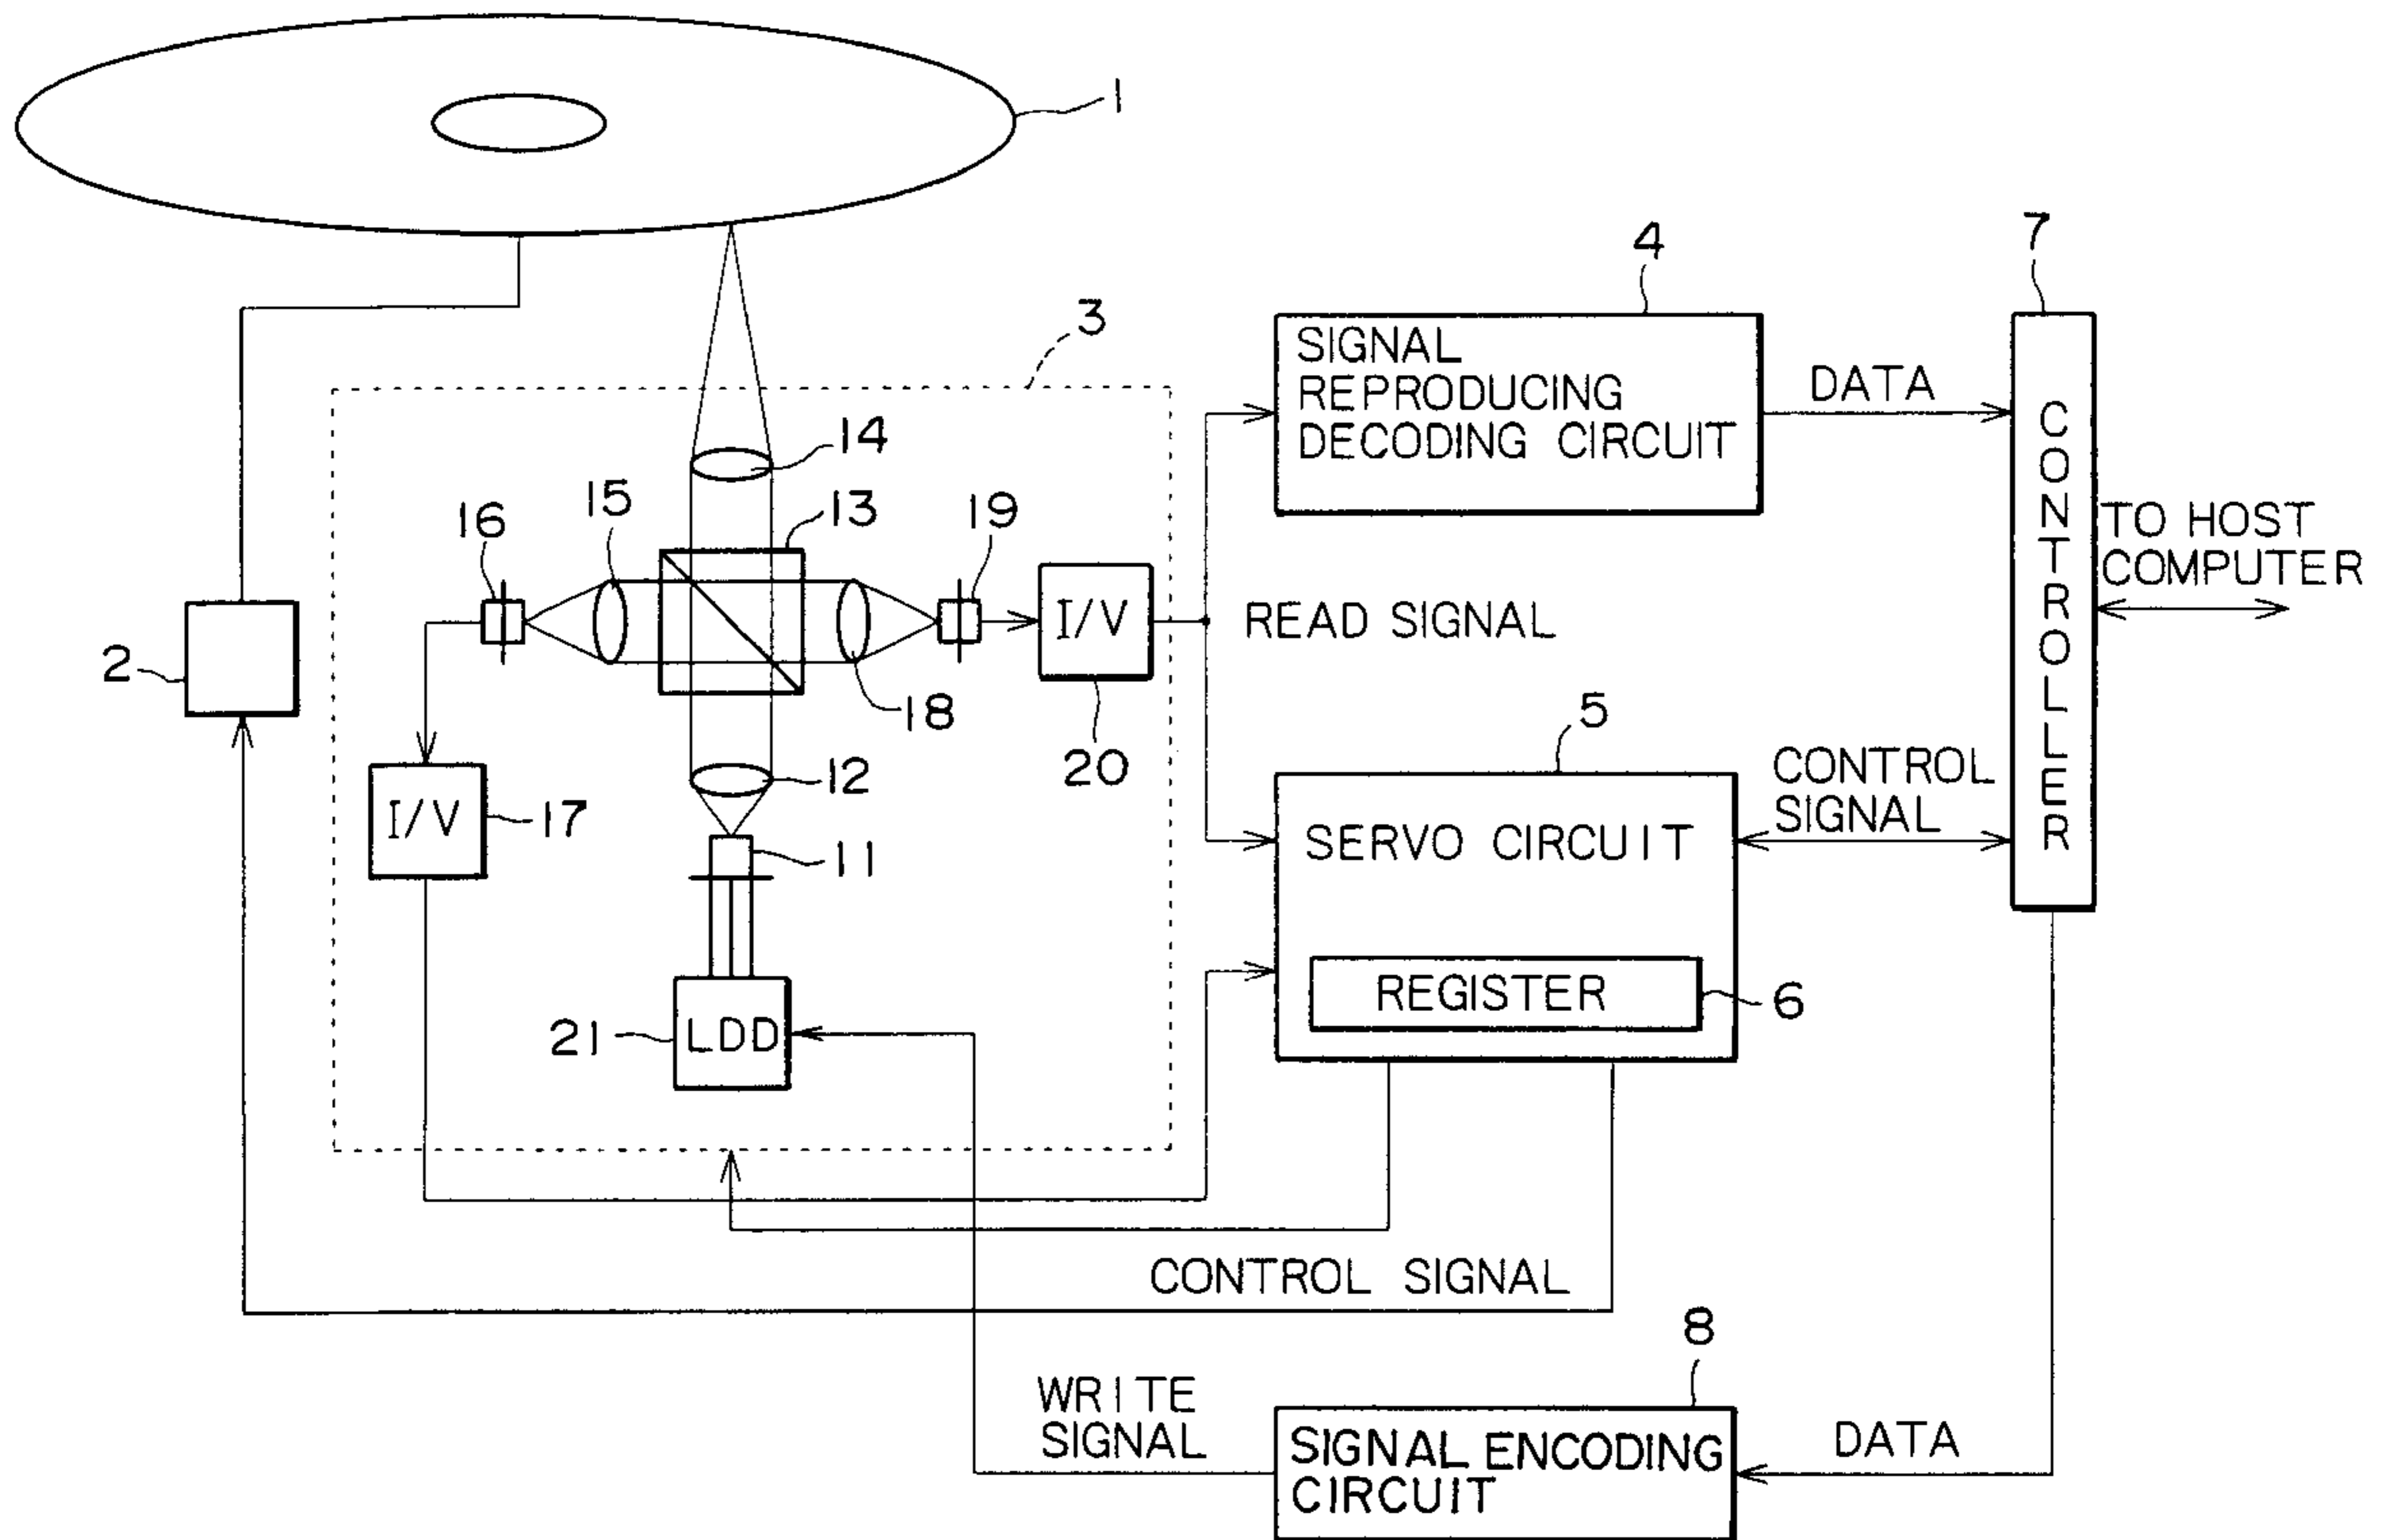 1
7
4
3
SIGNAL
REPRODUCING
DECODING CIRCUIT
DATA
CONTROLLER
14
15
13
16
19
TO HOST
COMPUTER
I/V
READ SIGNAL
2
18
5
20
12
CONTROL
SIGNAL
I/V
17
11
SERVO CIRCUIT
REGISTER
6
21
LDD
CONTROL SIGNAL
8
WRITE
SIGNAL
SIGNAL ENCODING
CIRCUIT
DATA